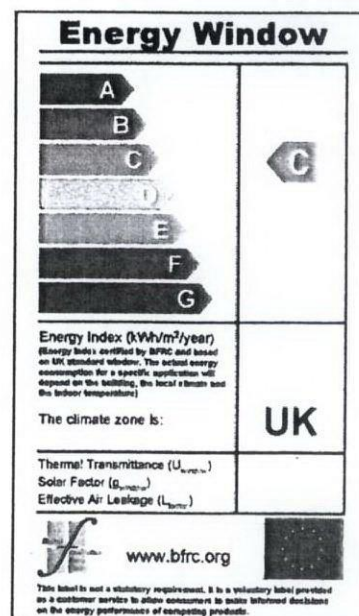 Energy Window
A
B
C
C
D
E
F
G
Energy Index (kWh/m²/year)
(Energy Index certified by BFRC and based
on UK standard window. The actual energy
consumption for a specific application will
depend on the building, the local climate and
the indoor temperature)
The climate zone is:
UK
Thermal Transmittance (Uwindow)
Solar Factor (gwindow)
Effective Air Leakage (Lfactor)
www.bfrc.org
This label is not a statutory requirement. It is a voluntary label provided
as a customer service to allow consumers to make informed decisions
on the energy performance of competing products.